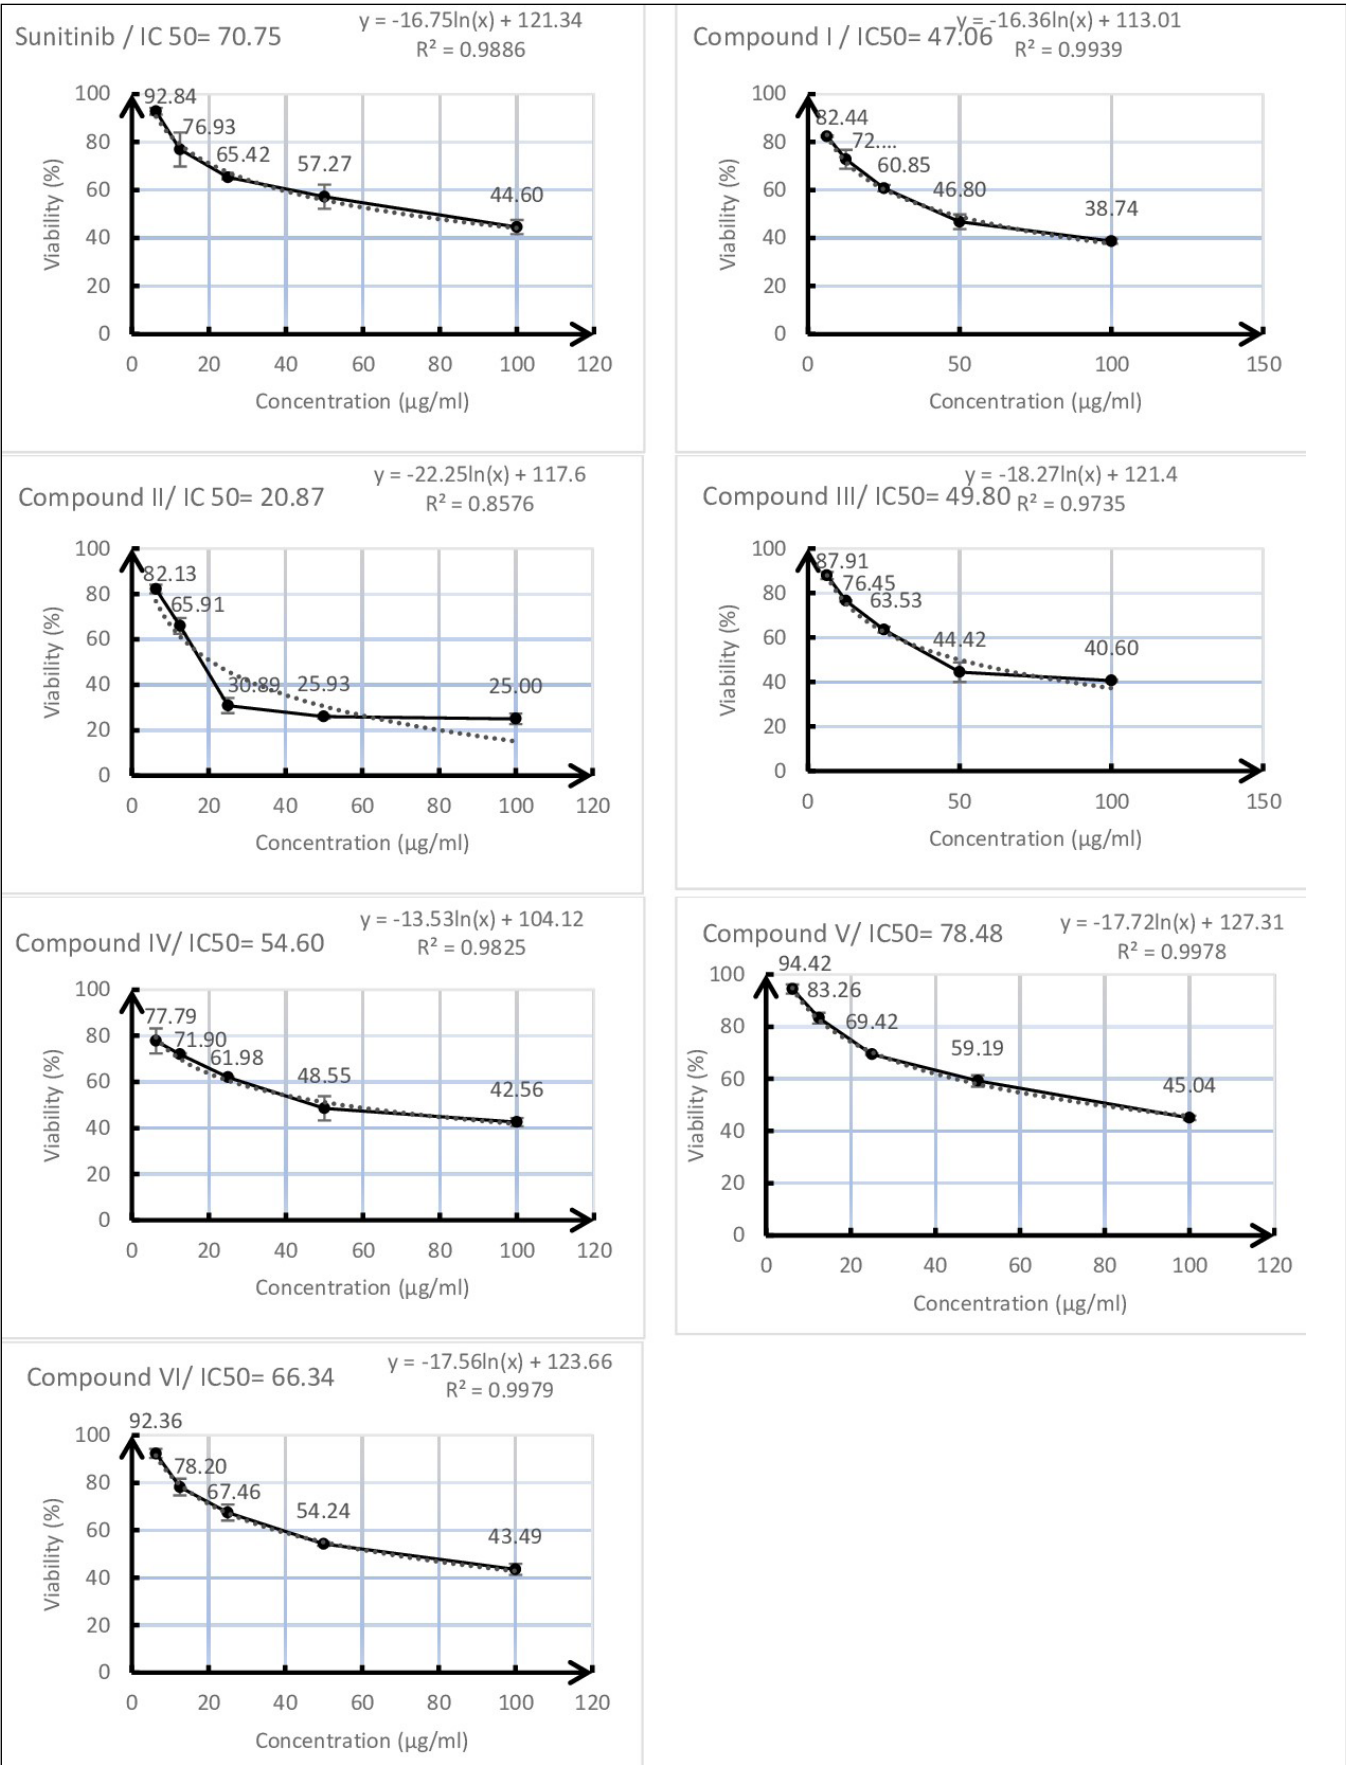 Sunitinib / IC 50= 70.75
y = -16.75ln(x) + 121.34
R² = 0.9886
100
80
60
40
20
0
Viability (%)
92.84
76.93
65.42
57.27
44.60
0 20 40 60 80 100 120
Concentration (µg/ml)
Compound I / IC50= 47.06
y = -16.36ln(x) + 113.01
R² = 0.9939
100
80
60
40
20
0
Viability (%)
82.44
72....
60.85
46.80
38.74
0 50 100 150
Concentration (µg/ml)
Compound II/ IC 50= 20.87
y = -22.25ln(x) + 117.6
R² = 0.8576
100
80
60
40
20
0
Viability (%)
82.13
65.91
30.89
25.93
25.00
0 20 40 60 80 100 120
Concentration (µg/ml)
Compound III/ IC50= 49.80
y = -18.27ln(x) + 121.4
R² = 0.9735
100
80
60
40
20
0
Viability (%)
87.91
76.45
63.53
44.42
40.60
0 50 100 150
Concentration (µg/ml)
Compound IV/ IC50= 54.60
y = -13.53ln(x) + 104.12
R² = 0.9825
100
80
60
40
20
0
Viability (%)
77.79
71.90
61.98
48.55
42.56
0 20 40 60 80 100 120
Concentration (µg/ml)
Compound V/ IC50= 78.48
y = -17.72ln(x) + 127.31
R² = 0.9978
100
80
60
40
20
0
Viability (%)
94.42
83.26
69.42
59.19
45.04
0 20 40 60 80 100 120
Concentration (µg/ml)
Compound VI/ IC50= 66.34
y = -17.56ln(x) + 123.66
R² = 0.9979
100
80
60
40
20
0
Viability (%)
92.36
78.20
67.46
54.24
43.49
0 20 40 60 80 100 120
Concentration (µg/ml)